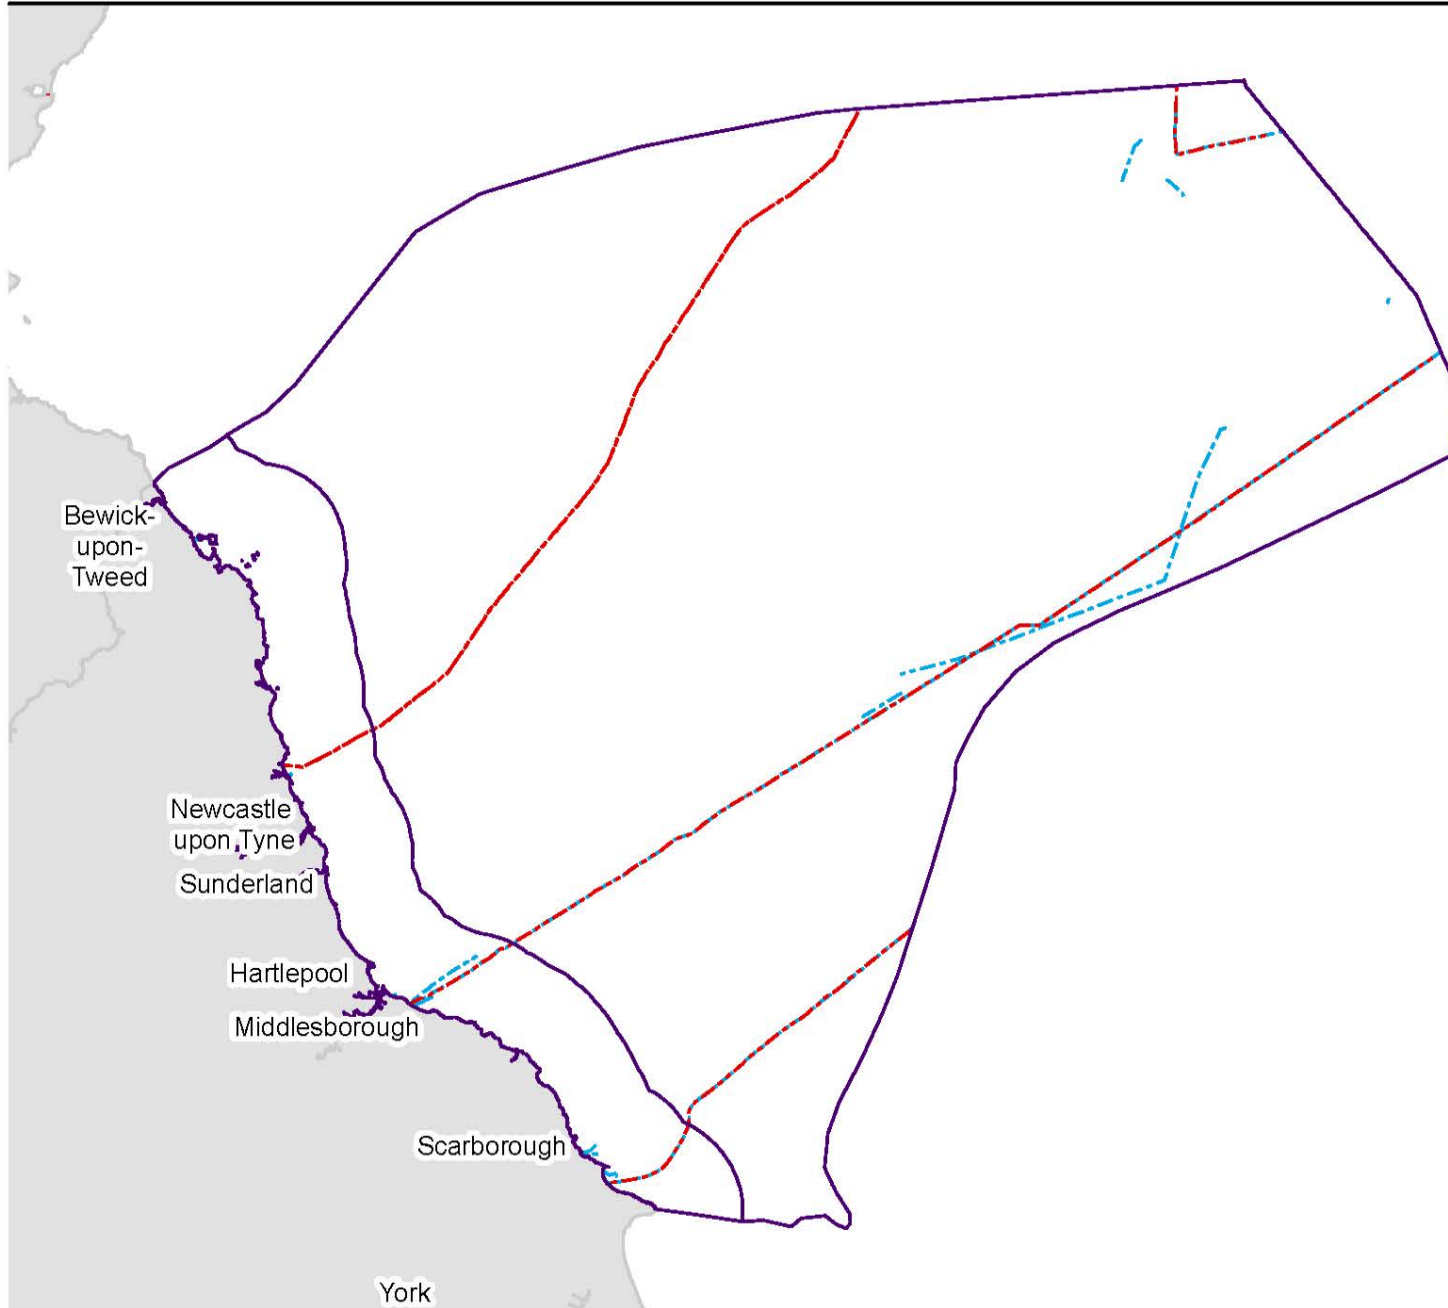 Bewick-
upon-
Tweed
Newcastle
upon Tyne
Sunderland
Hartlepool
Middlesborough
Scarborough
York